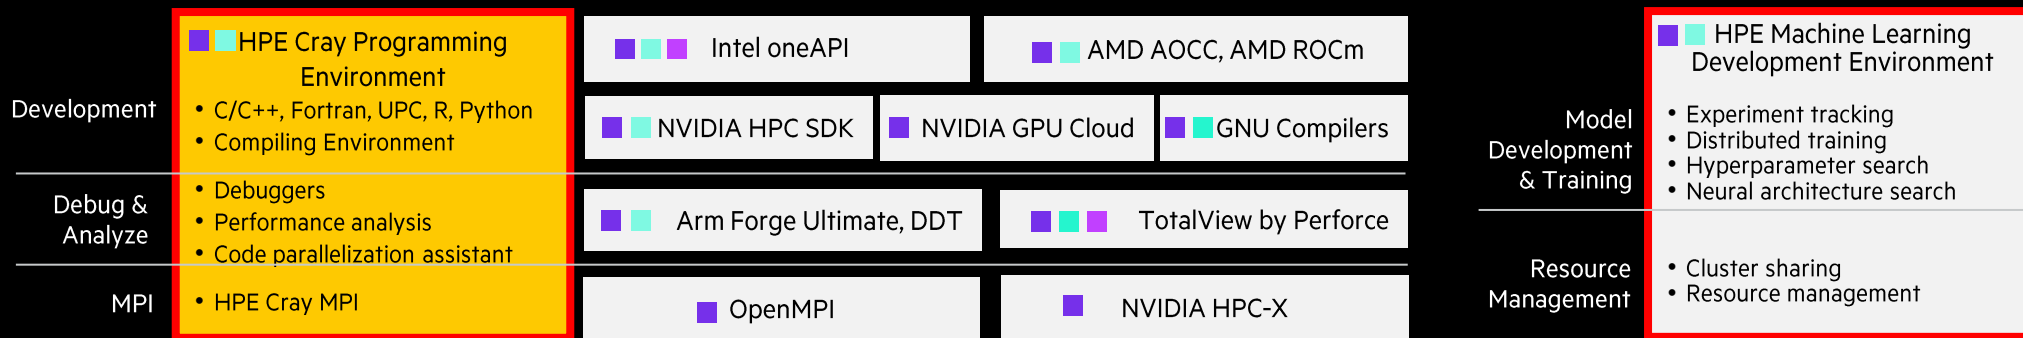 Development
Debug &
Analyze
MPI
HPE Cray Programming
Environment
• C/C++, Fortran, UPC, R, Python
• Compiling Environment
• Debuggers
• Performance analysis
• Code parallelization assistant
• HPE Cray MPI
Intel oneAPI
AMD AOCC, AMD ROCm
NVIDIA HPC SDK
NVIDIA GPU Cloud
GNU Compilers
Arm Forge Ultimate, DDT
TotalView by Perforce
OpenMPI
NVIDIA HPC-X
Model
Development
& Training
Resource
Management
HPE Machine Learning
Development Environment
• Experiment tracking
• Distributed training
• Hyperparameter search
• Neural architecture search
• Cluster sharing
• Resource management